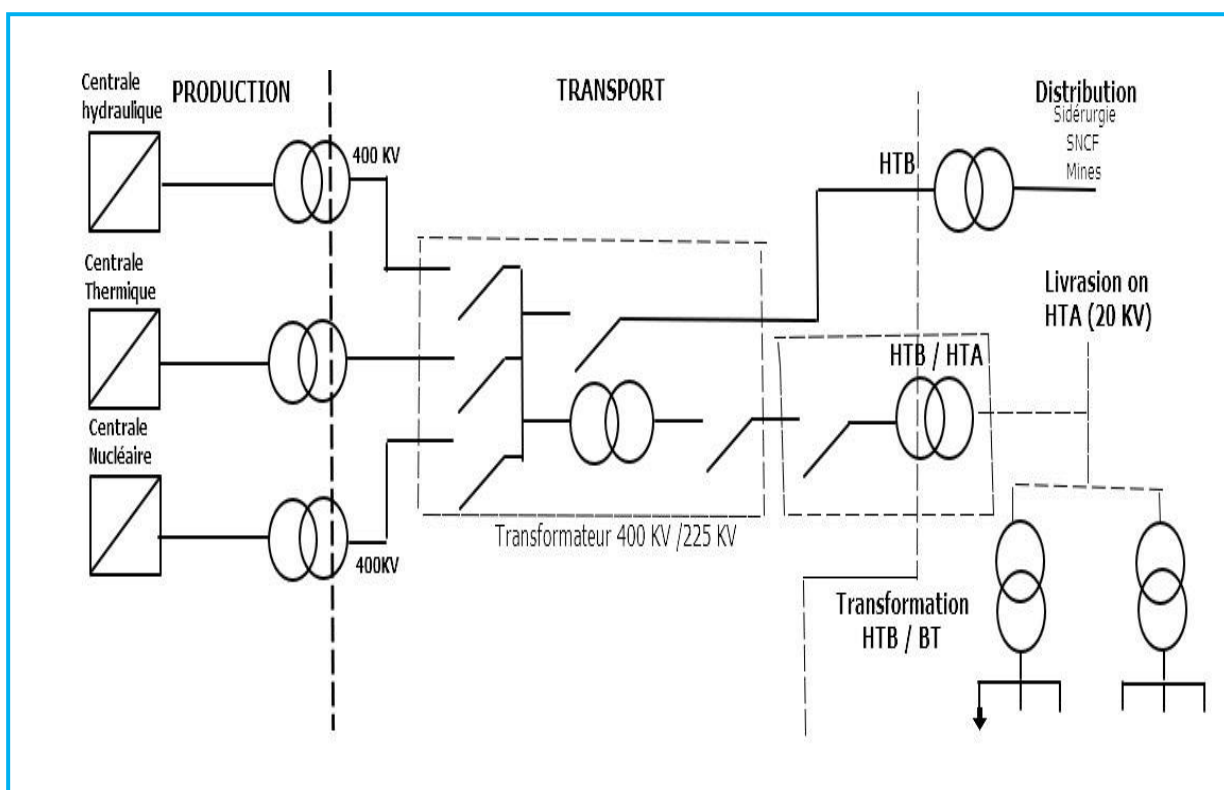 Centrale
hydraulique
PRODUCTION
TRANSPORT
Distribution
Sidérurgie
SNCF
Mines
400 KV
HTB
Centrale
Thermique
Livrasion on
HTA (20 KV)
HTB / HTA
Centrale
Nucléaire
400KV
Transformateur 400 KV /225 KV
Transformation
HTB / BT